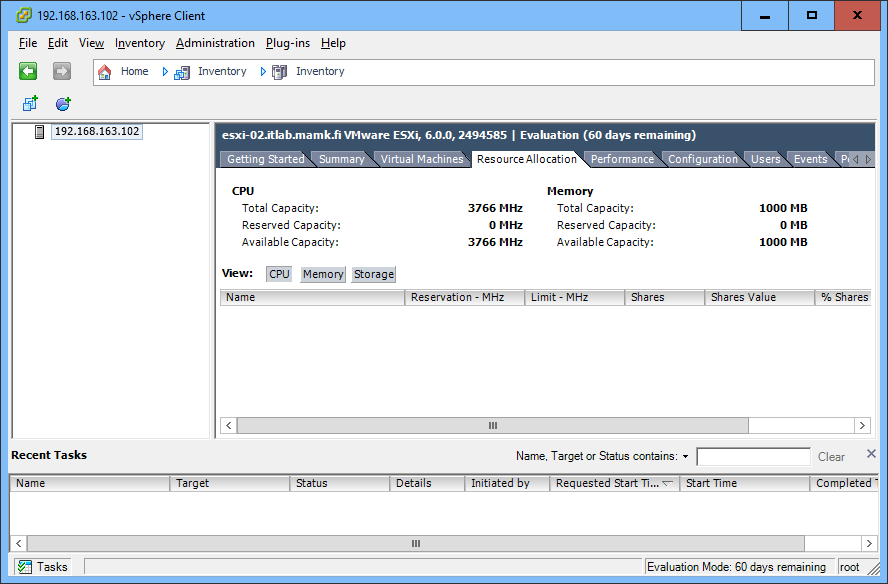 192.168.163.102 - vSphere Client
File Edit View Inventory Administration Plug-ins Help
Home Inventory Inventory
192.168.163.102
esxi-02.itlab.mamk.fi VMware ESXi, 6.0.0, 2494585 | Evaluation (60 days remaining)
Getting Started Summary Virtual Machines Resource Allocation Performance Configuration Users Events
CPU Memory
Total Capacity: 3766 MHz Total Capacity: 1000 MB
Reserved Capacity: 0 MHz Reserved Capacity: 0 MB
Available Capacity: 3766 MHz Available Capacity: 1000 MB
View: CPU Memory Storage
Name Reservation - MHz Limit - MHz Shares Shares Value % Shares
Recent Tasks Name, Target or Status contains: Clear
Name Target Status Details Initiated by Requested Start Ti... Start Time Completed
Tasks Evaluation Mode: 60 days remaining root